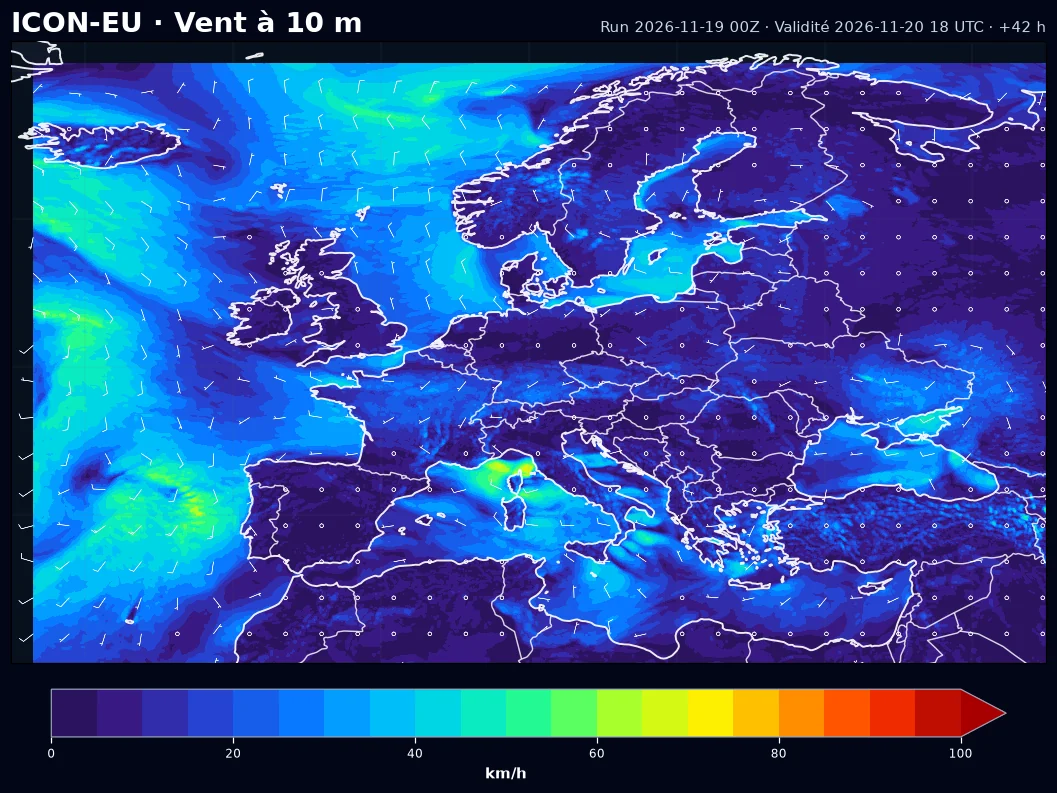 ICON-EU · Vent à 10 m
Run 2026-11-19 00Z · Validité 2026-11-20 18 UTC · +42 h
0 20 40 60 80 100
km/h